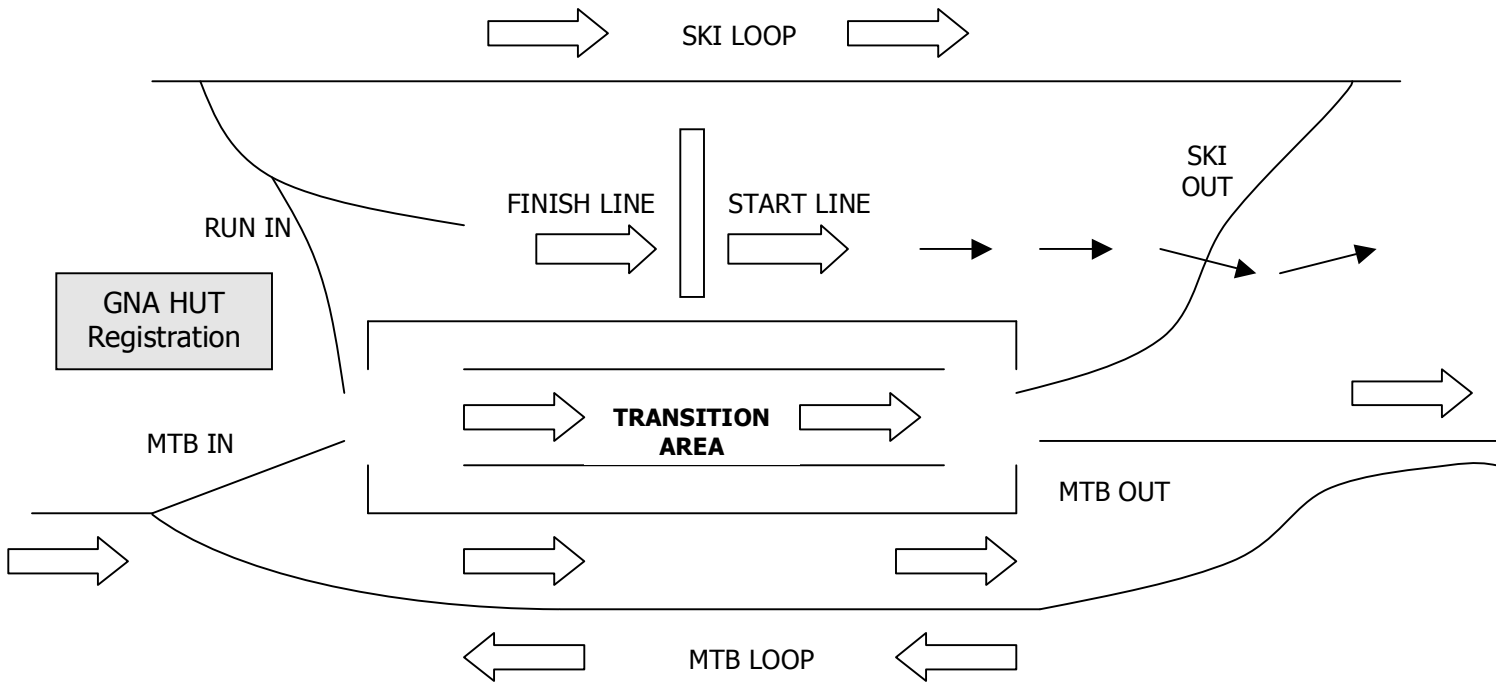 SKI LOOP
SKI
OUT
FINISH LINE
START LINE
RUN IN
GNA HUT
Registration
TRANSITION
AREA
MTB IN
MTB OUT
MTB LOOP